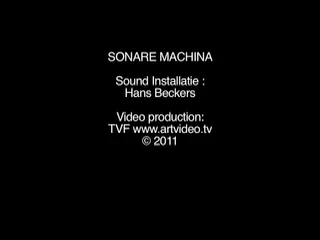 SONARE MACHINA
Sound Installatie :
Hans Beckers
Video production:
TVF www.artvideo.tv
© 2011